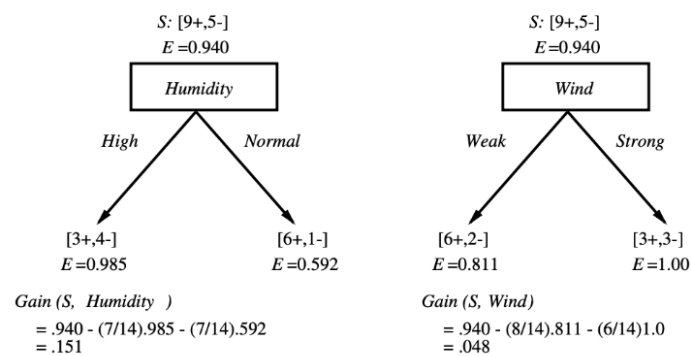 S: [9+,5-]
E =0.940
Humidity
High
Normal
[3+,4-]
E=0.985
[6+,1-]
E=0.592
Gain (S, Humidity )
= .940 - (7/14).985 - (7/14).592
= .151
S: [9+,5-]
E =0.940
Wind
Weak
Strong
[6+,2-]
E=0.811
[3+,3-]
E=1.00
Gain (S, Wind)
= .940 - (8/14).811 - (6/14)1.0
= .048